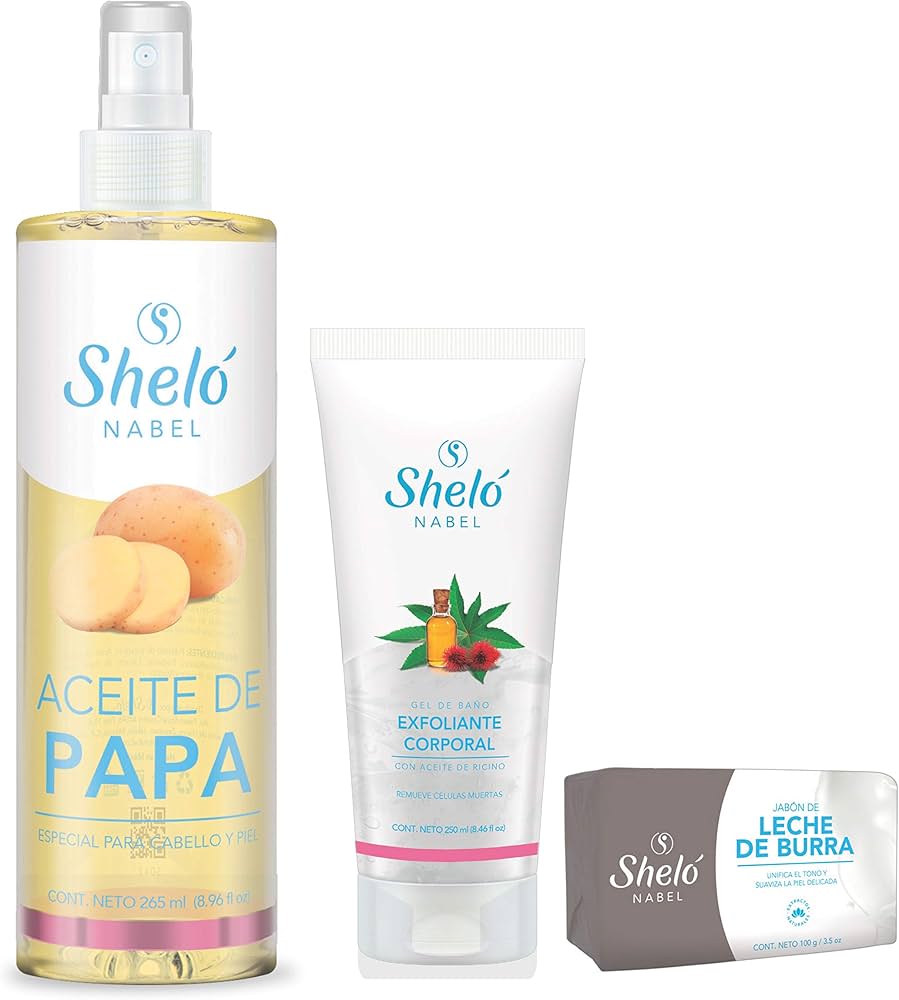 Sheló
NABEL
ACEITE DE
PAPA
ESPECIAL PARA CABELLO Y PIEL
CONT. NETO 265 ml (8.96 fl oz)
Sheló
NABEL
GEL DE BAÑO
EXFOLIANTE
CORPORAL
CON ACEITE DE RICINO
REMUEVE CÉLULAS MUERTAS
CONT. NETO 250 ml (8.46 fl oz)
Sheló
NABEL
JABÓN DE
LECHE
DE BURRA
UNIFICA EL TONO Y
SUAVIZA LA PIEL DELICADA
EXTRACTOS
NATURALES
CONT. NETO 100 g / 3.5 oz